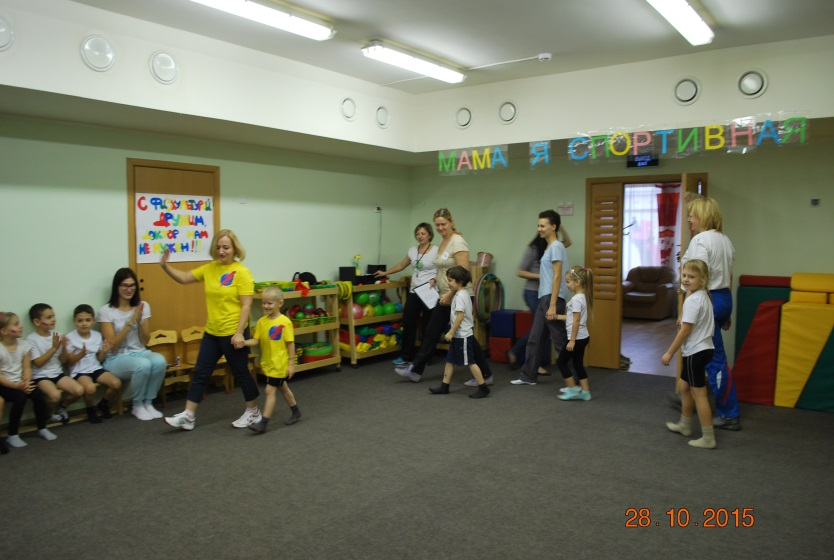 МАМА Я СПОРТИВНАЯ
С ФИЗКУЛЬТУРОЙ
ДРУЖИМ,
ДОКТОР НАМ
НЕ НУЖЕН!!!
28.10.2015